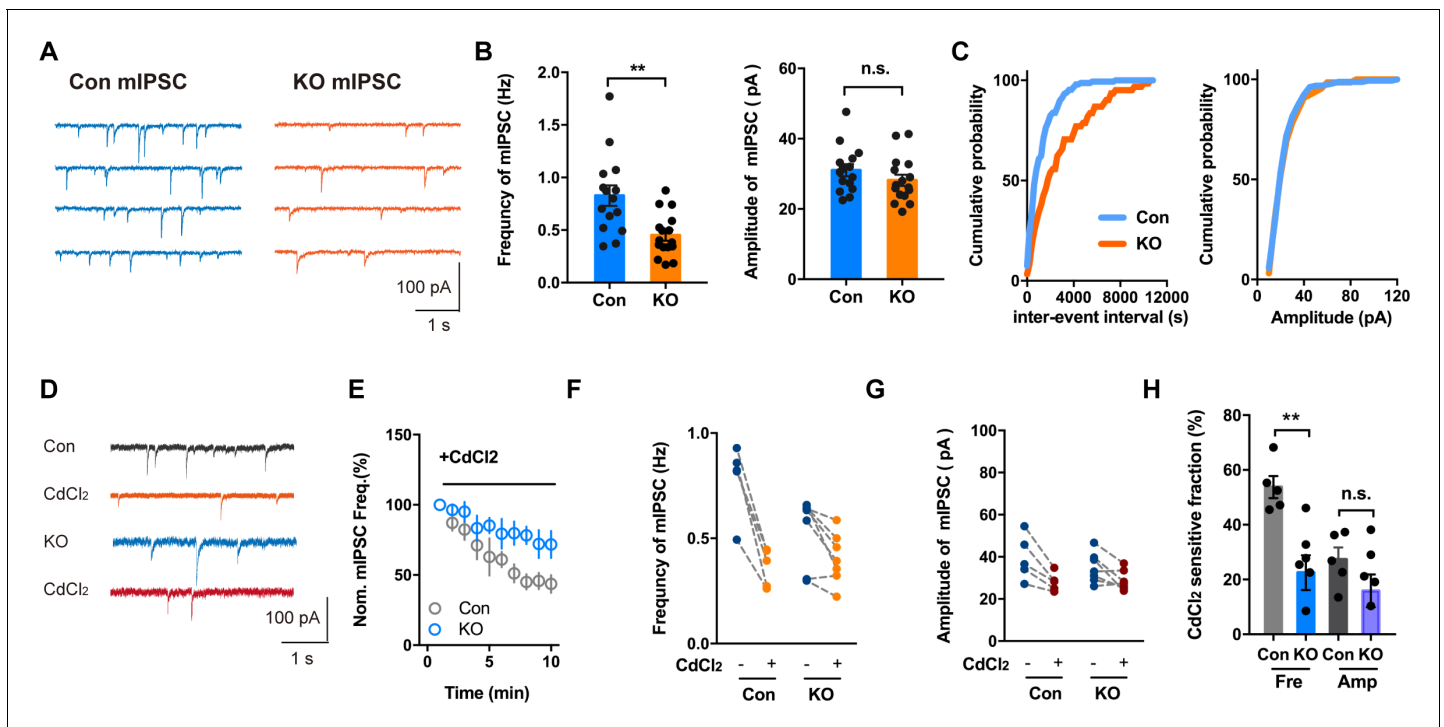 A
Con mIPSC
KO mIPSC
100 pA
1 s
B
Frequncy of mIPSC (Hz)
2.0
1.5
1.0
0.5
0.0
**
Con
KO
Amplitude of mIPSC ( pA)
60
40
20
0
n.s.
Con
KO
C
Cumulative probability
100
50
0
Con
KO
0
4000
8000
12000
inter-event interval (s)
Cumulative probability
100
50
0
0
40
80
120
Amplitude (pA)
D
Con
CdCl2
KO
CdCl2
100 pA
1 s
E
Nom. mIPSC Freq.(%)
150
100
50
0
+CdCl2
Con
KO
0
5
10
Time (min)
F
Frequncy of mIPSC (Hz)
1.0
0.5
0.0
CdCl2
-
+
-
+
Con
KO
G
Amplitude of mIPSC ( pA)
100
80
60
40
20
0
CdCl2
-
+
-
+
Con
KO
H
CdCl2 sensitive fraction (%)
80
60
40
20
0
**
n.s.
Con KO
Con KO
Fre
Amp